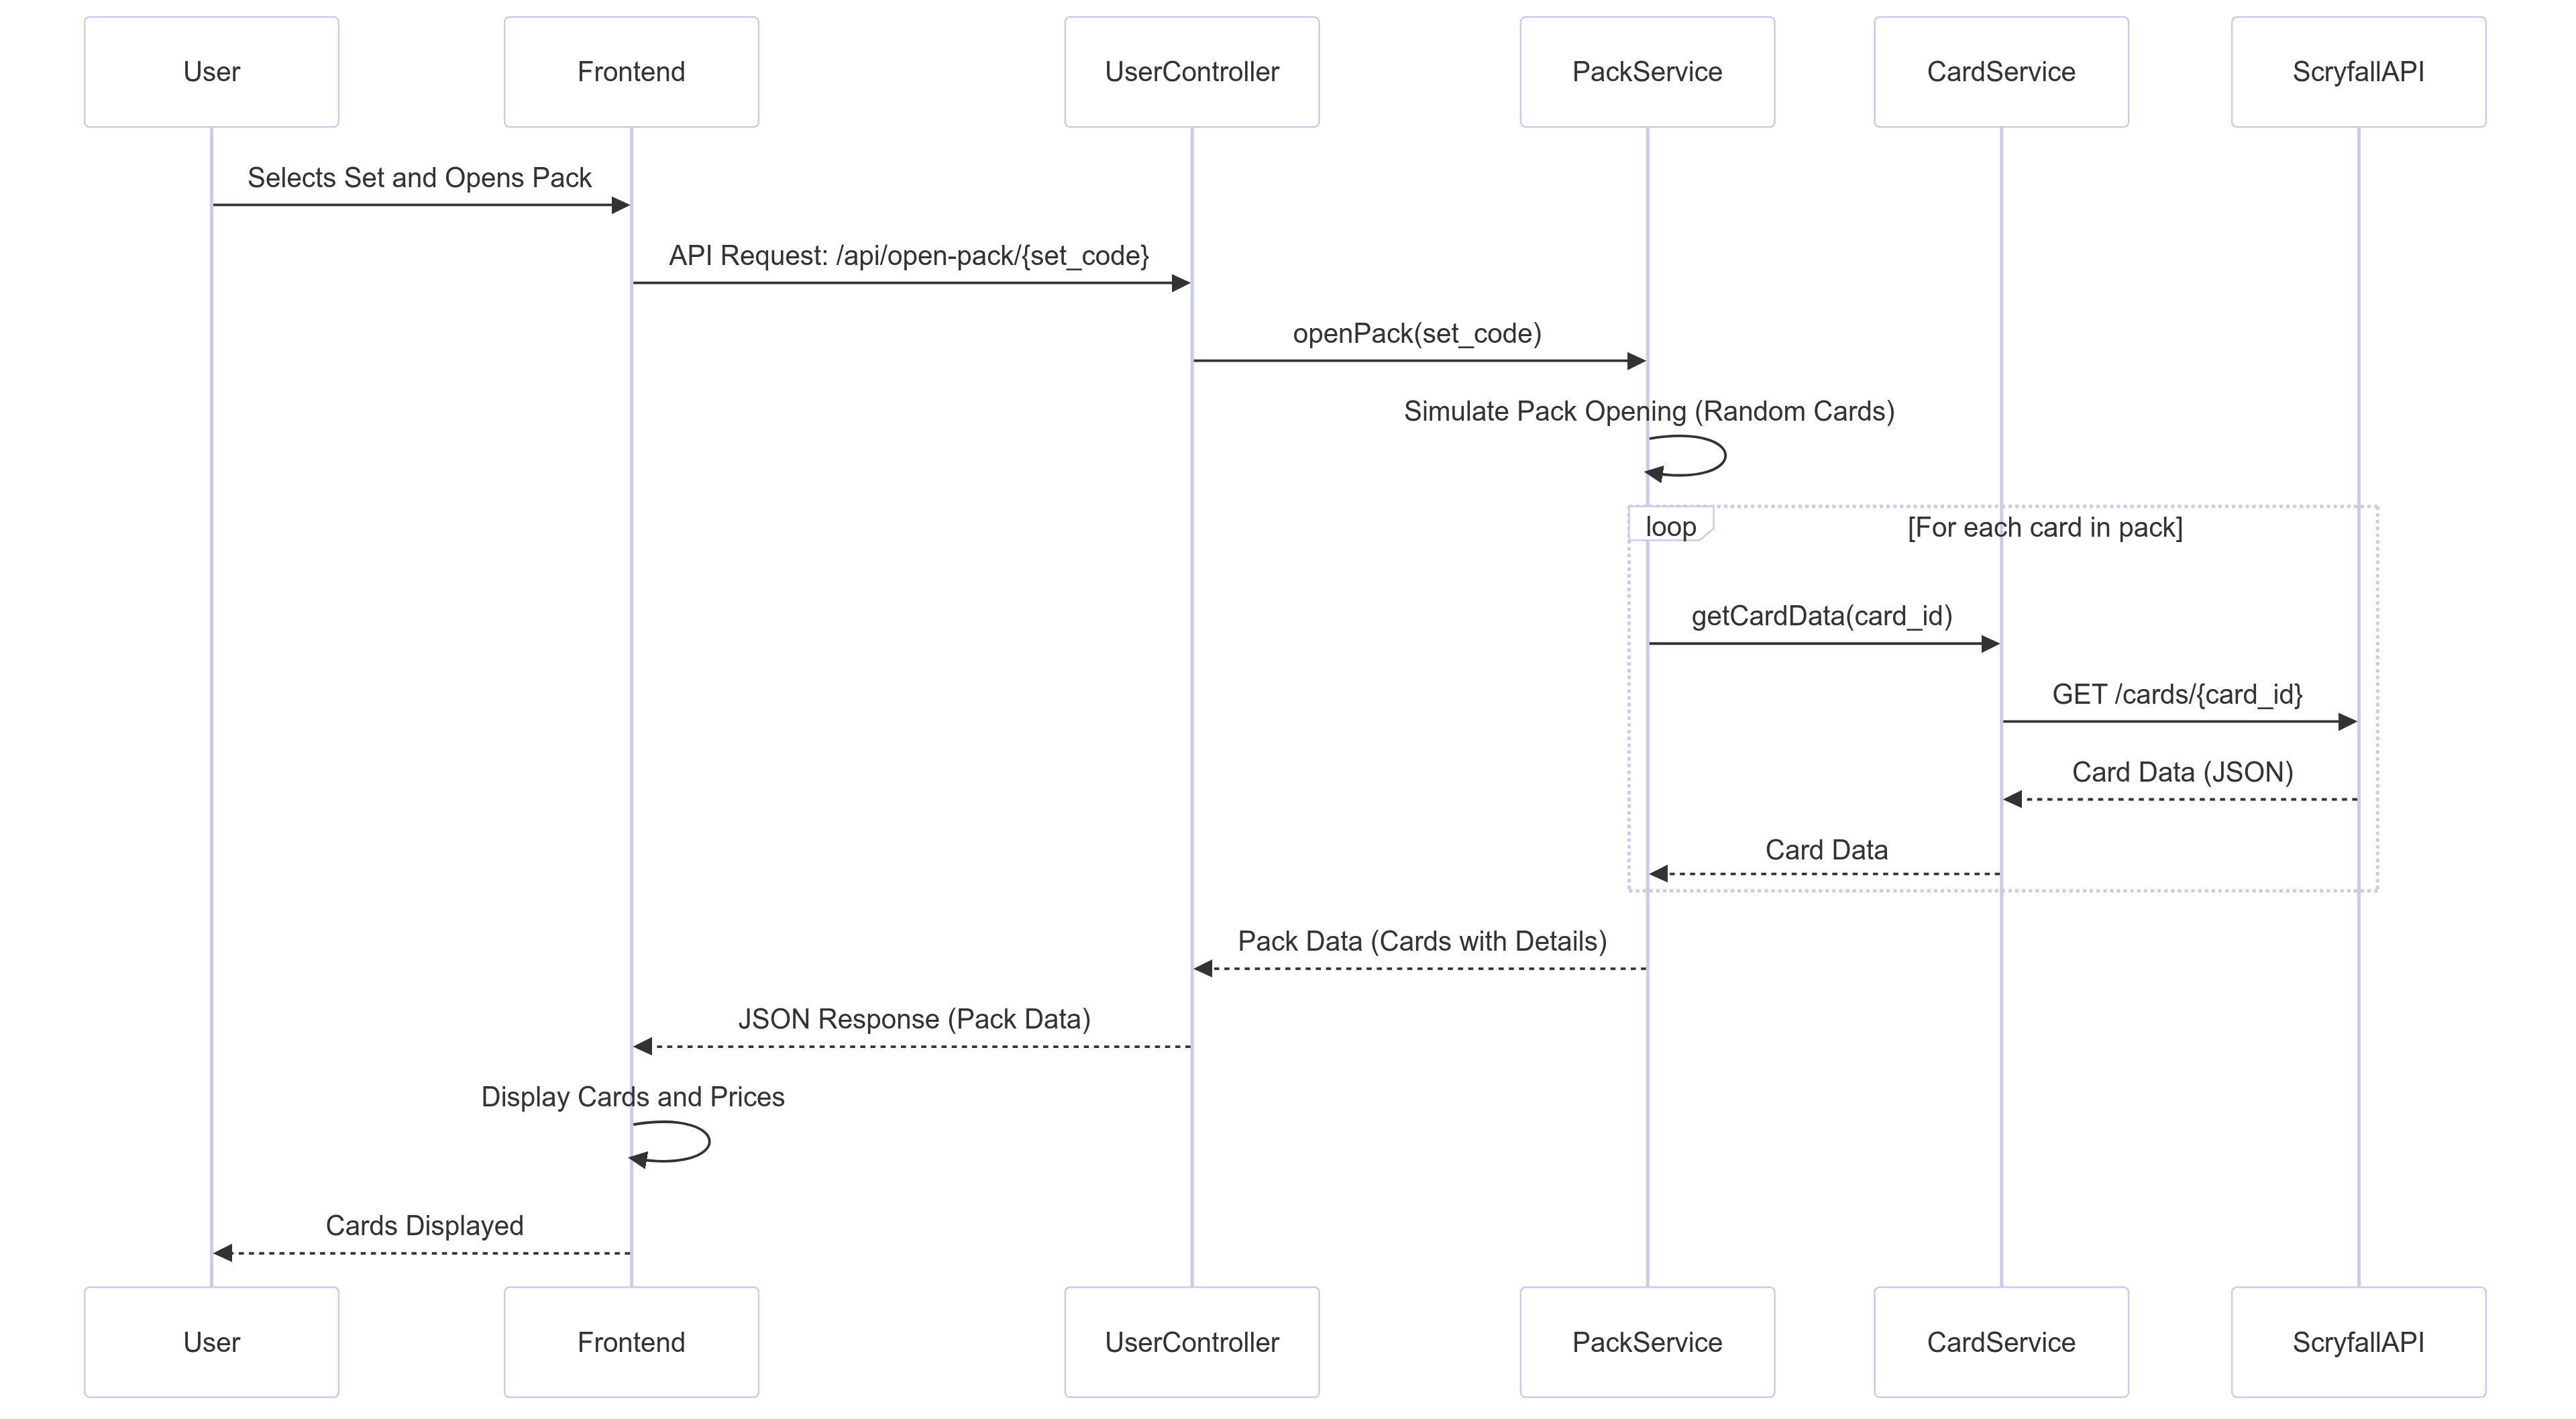 User
Frontend
UserController
PackService
CardService
ScryfallAPI
Selects Set and Opens Pack
API Request: /api/open-pack/{set_code}
openPack(set_code)
Simulate Pack Opening (Random Cards)
loop
[For each card in pack]
getCardData(card_id)
GET /cards/{card_id}
Card Data (JSON)
Card Data
Pack Data (Cards with Details)
JSON Response (Pack Data)
Display Cards and Prices
Cards Displayed
User
Frontend
UserController
PackService
CardService
ScryfallAPI